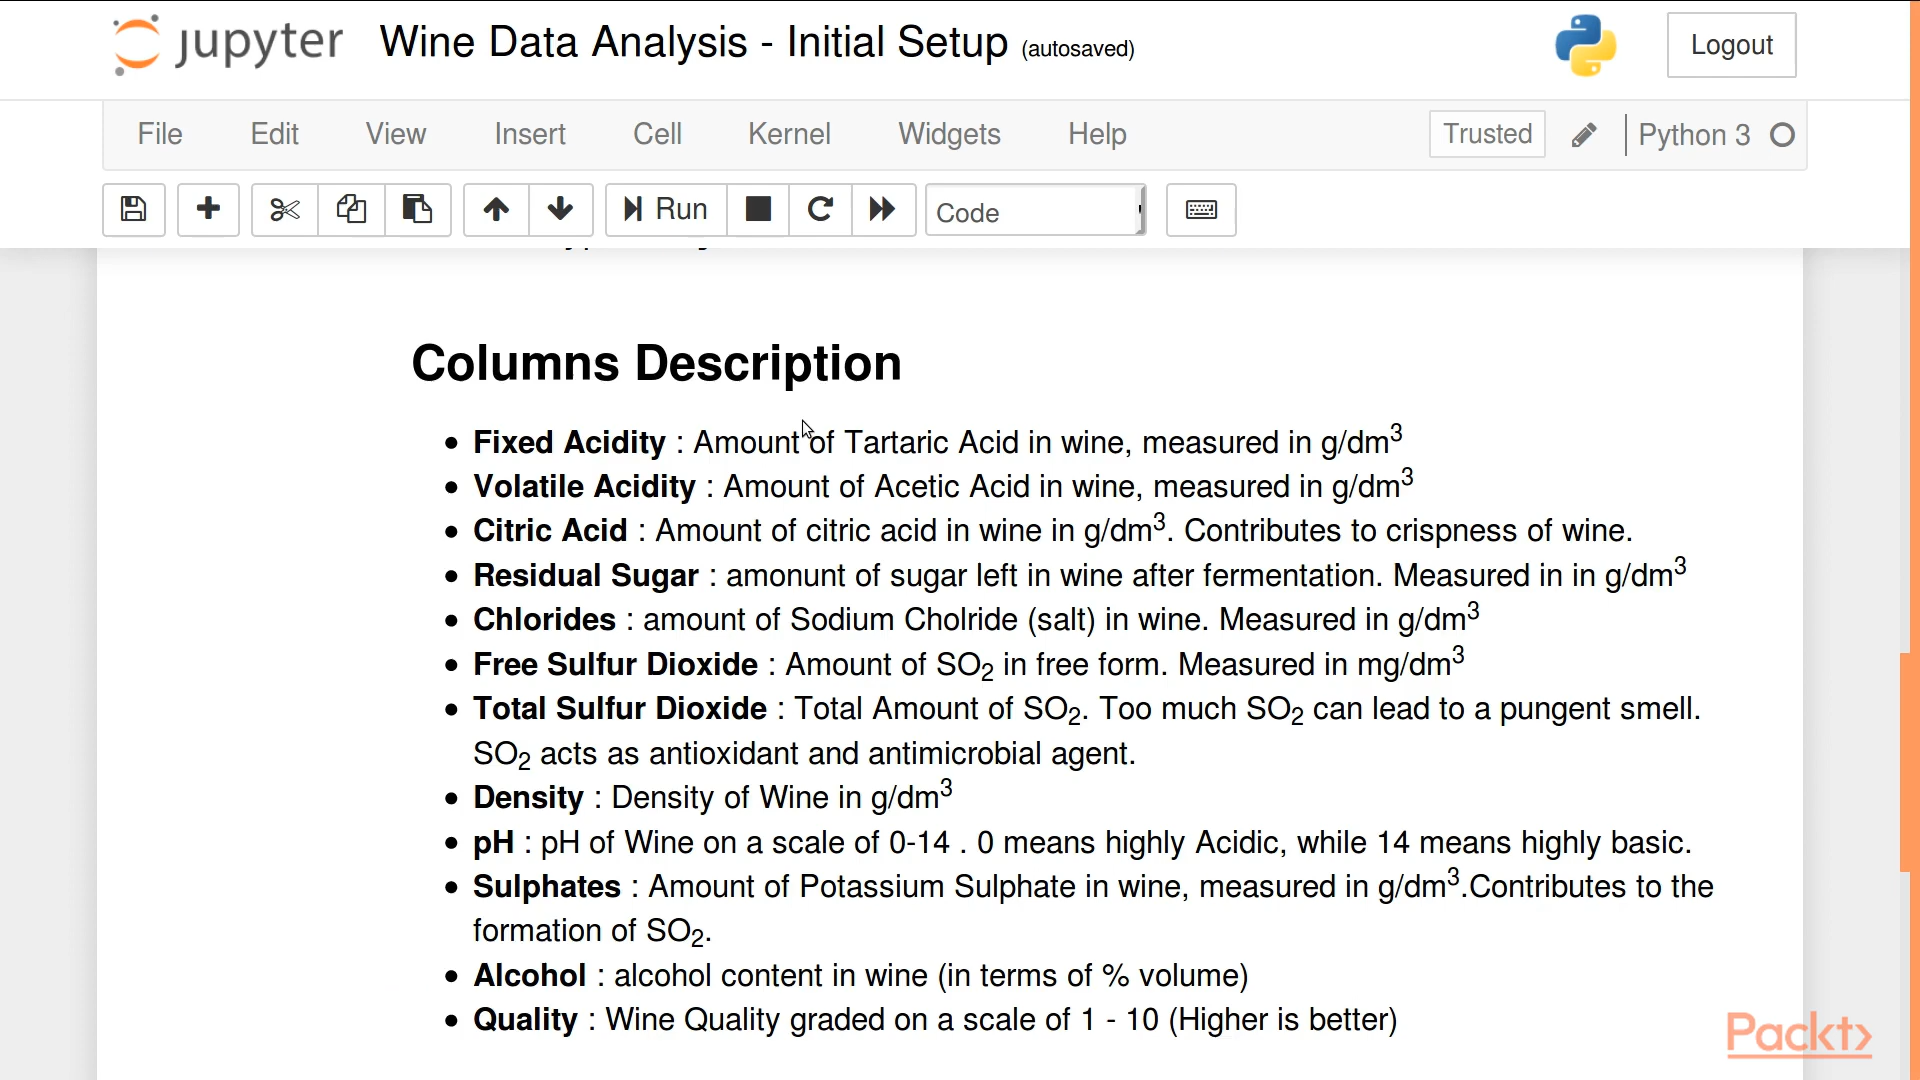 jupyter Wine Data Analysis - Initial Setup (autosaved) Logout
File Edit View Insert Cell Kernel Widgets Help Trusted Python 3
Run Code
Columns Description
• Fixed Acidity : Amount of Tartaric Acid in wine, measured in g/dm³
• Volatile Acidity : Amount of Acetic Acid in wine, measured in g/dm³
• Citric Acid : Amount of citric acid in wine in g/dm³. Contributes to crispness of wine.
• Residual Sugar : amonunt of sugar left in wine after fermentation. Measured in in g/dm³
• Chlorides : amount of Sodium Cholride (salt) in wine. Measured in g/dm³
• Free Sulfur Dioxide : Amount of SO₂ in free form. Measured in mg/dm³
• Total Sulfur Dioxide : Total Amount of SO₂. Too much SO₂ can lead to a pungent smell.
SO₂ acts as antioxidant and antimicrobial agent.
• Density : Density of Wine in g/dm³
• pH : pH of Wine on a scale of 0-14 . 0 means highly Acidic, while 14 means highly basic.
• Sulphates : Amount of Potassium Sulphate in wine, measured in g/dm³.Contributes to the
formation of SO₂.
• Alcohol : alcohol content in wine (in terms of % volume)
• Quality : Wine Quality graded on a scale of 1 - 10 (Higher is better)
Packt>